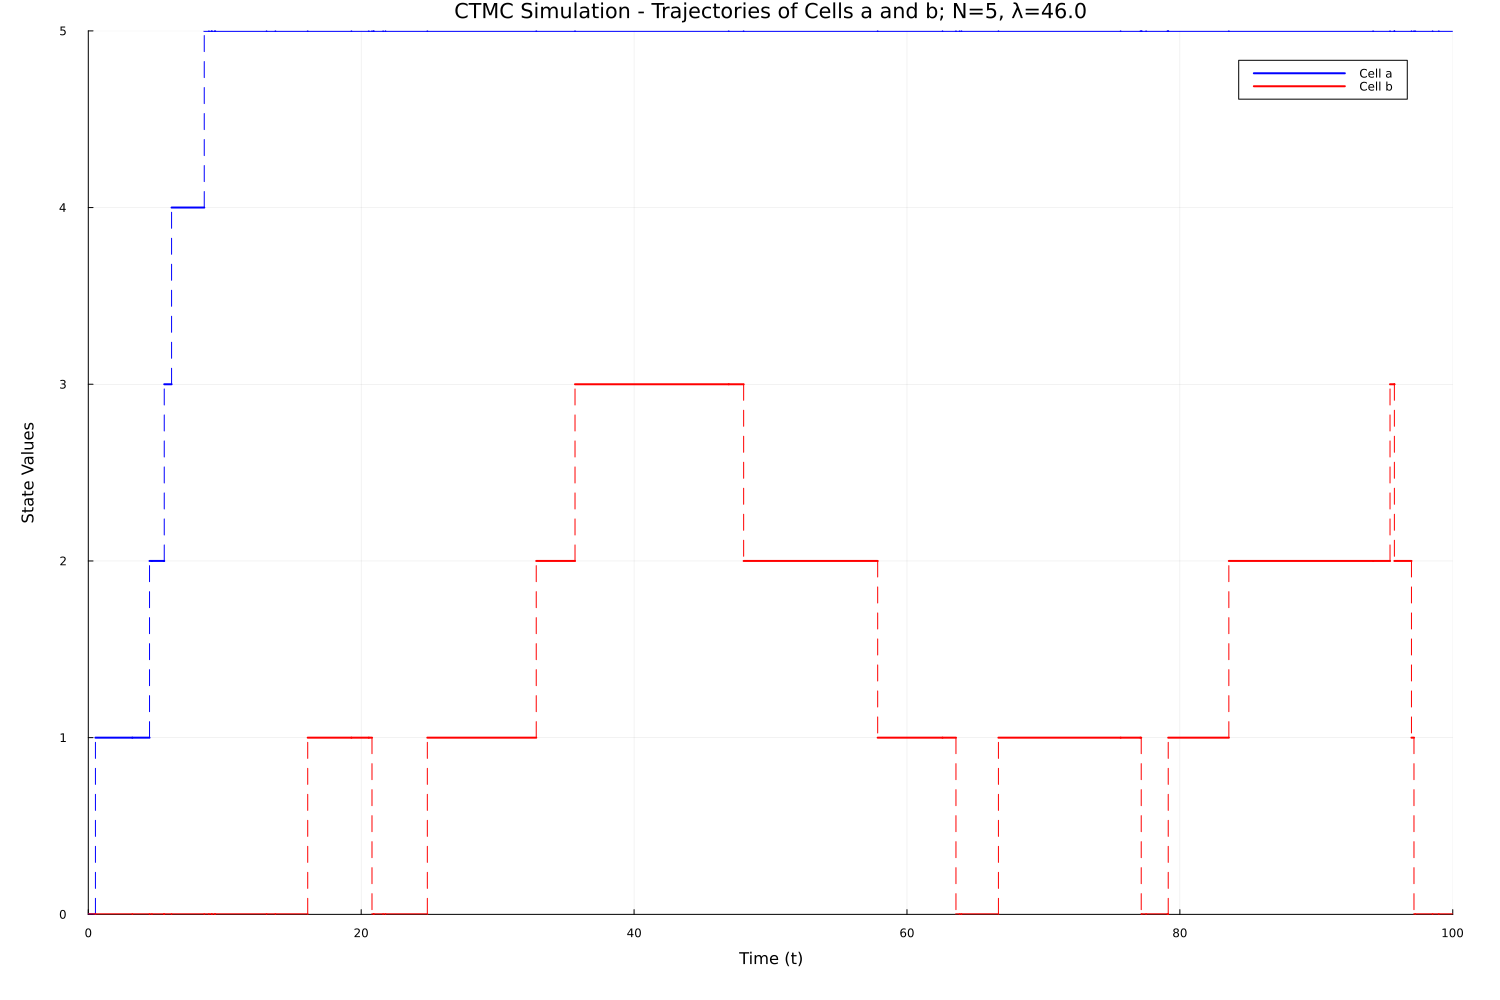 CTMC Simulation - Trajectories of Cells a and b; N=5, λ=46.0
5
Cell a
Cell b
4
3
State Values
2
1
0
0 20 40 60 80 100
Time (t)